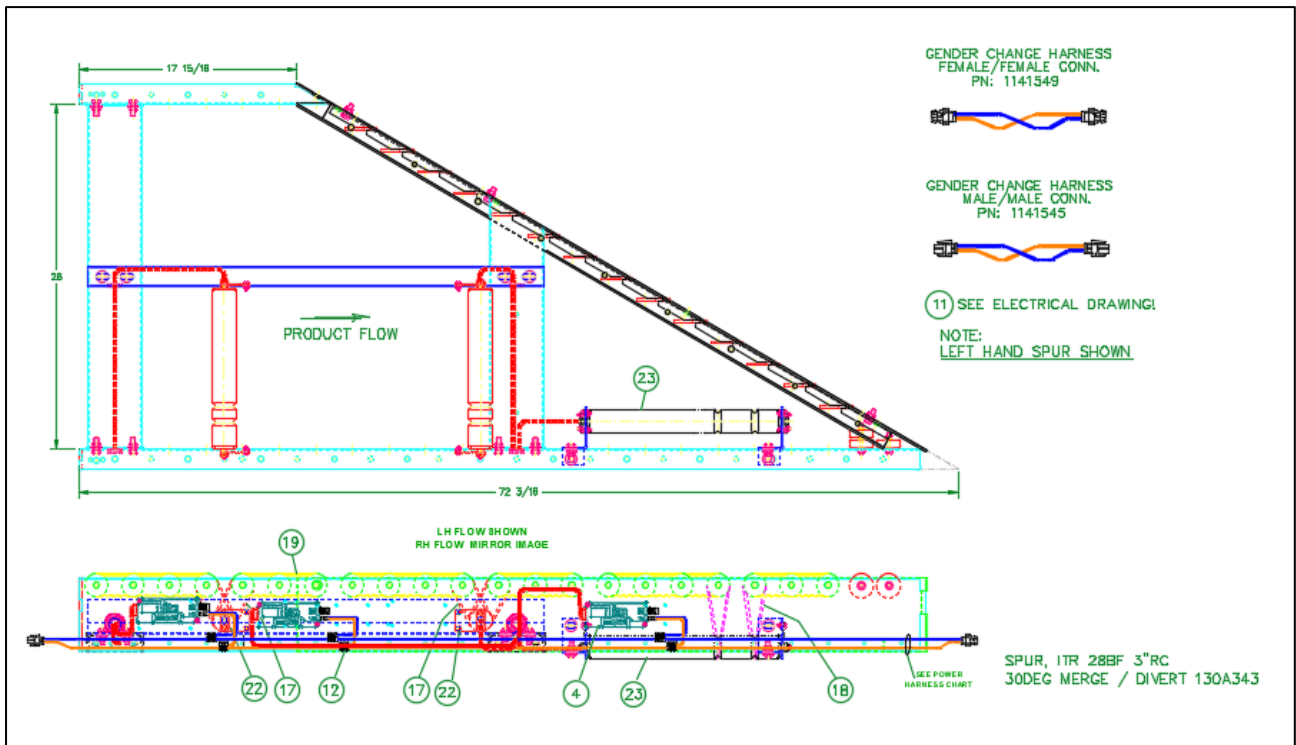 17 15/16
GENDER CHANGE HARNESS
FEMALE/FEMALE CONN.
PN: 1141549
GENDER CHANGE HARNESS
MALE/MALE CONN.
PN: 1141545
28
PRODUCT FLOW
11 SEE ELECTRICAL DRAWING!
NOTE:
LEFT HAND SPUR SHOWN
23
72 3/16
LH FLOW SHOWN
RH FLOW MIRROR IMAGE
19
22
17
12
17
22
4
23
18
SEE POWER
HARNESS CHART
SPUR, ITR 28BF 3"RC
30DEG MERGE / DIVERT 130A343